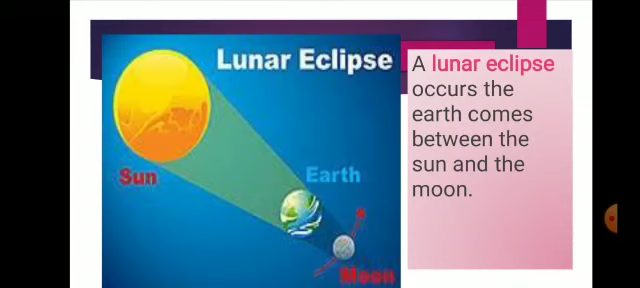 Lunar Eclipse
Sun
Earth
Moon
A lunar eclipse
occurs the
earth comes
between the
sun and the
moon.